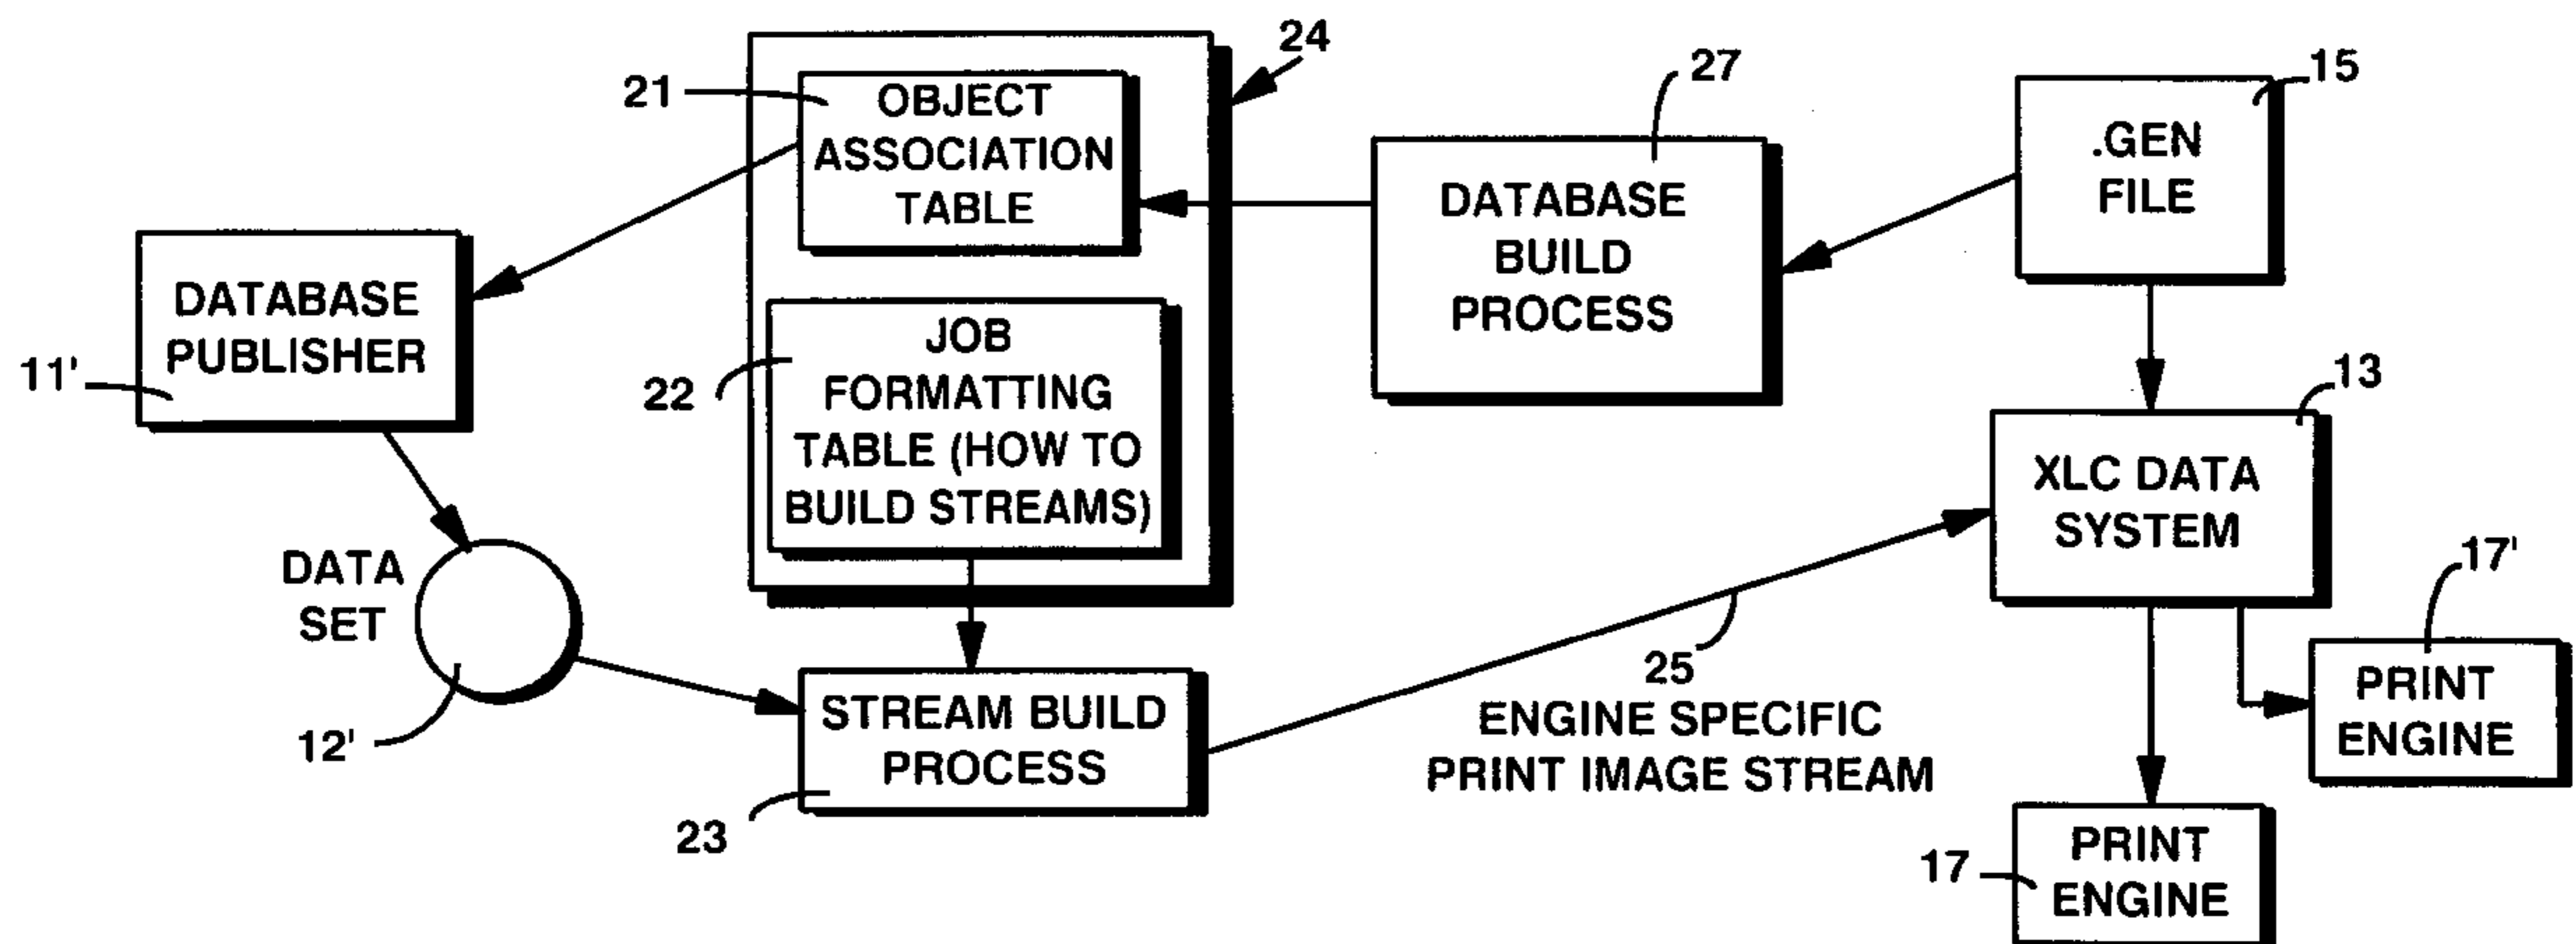 24
21
OBJECT
ASSOCIATION
TABLE
27
DATABASE
BUILD
PROCESS
15
.GEN
FILE
DATABASE
PUBLISHER
11'
22
JOB
FORMATTING
TABLE (HOW TO
BUILD STREAMS)
13
XLC DATA
SYSTEM
DATA
SET
12'
STREAM BUILD
PROCESS
23
25
ENGINE SPECIFIC
PRINT IMAGE STREAM
17'
PRINT
ENGINE
17
PRINT
ENGINE